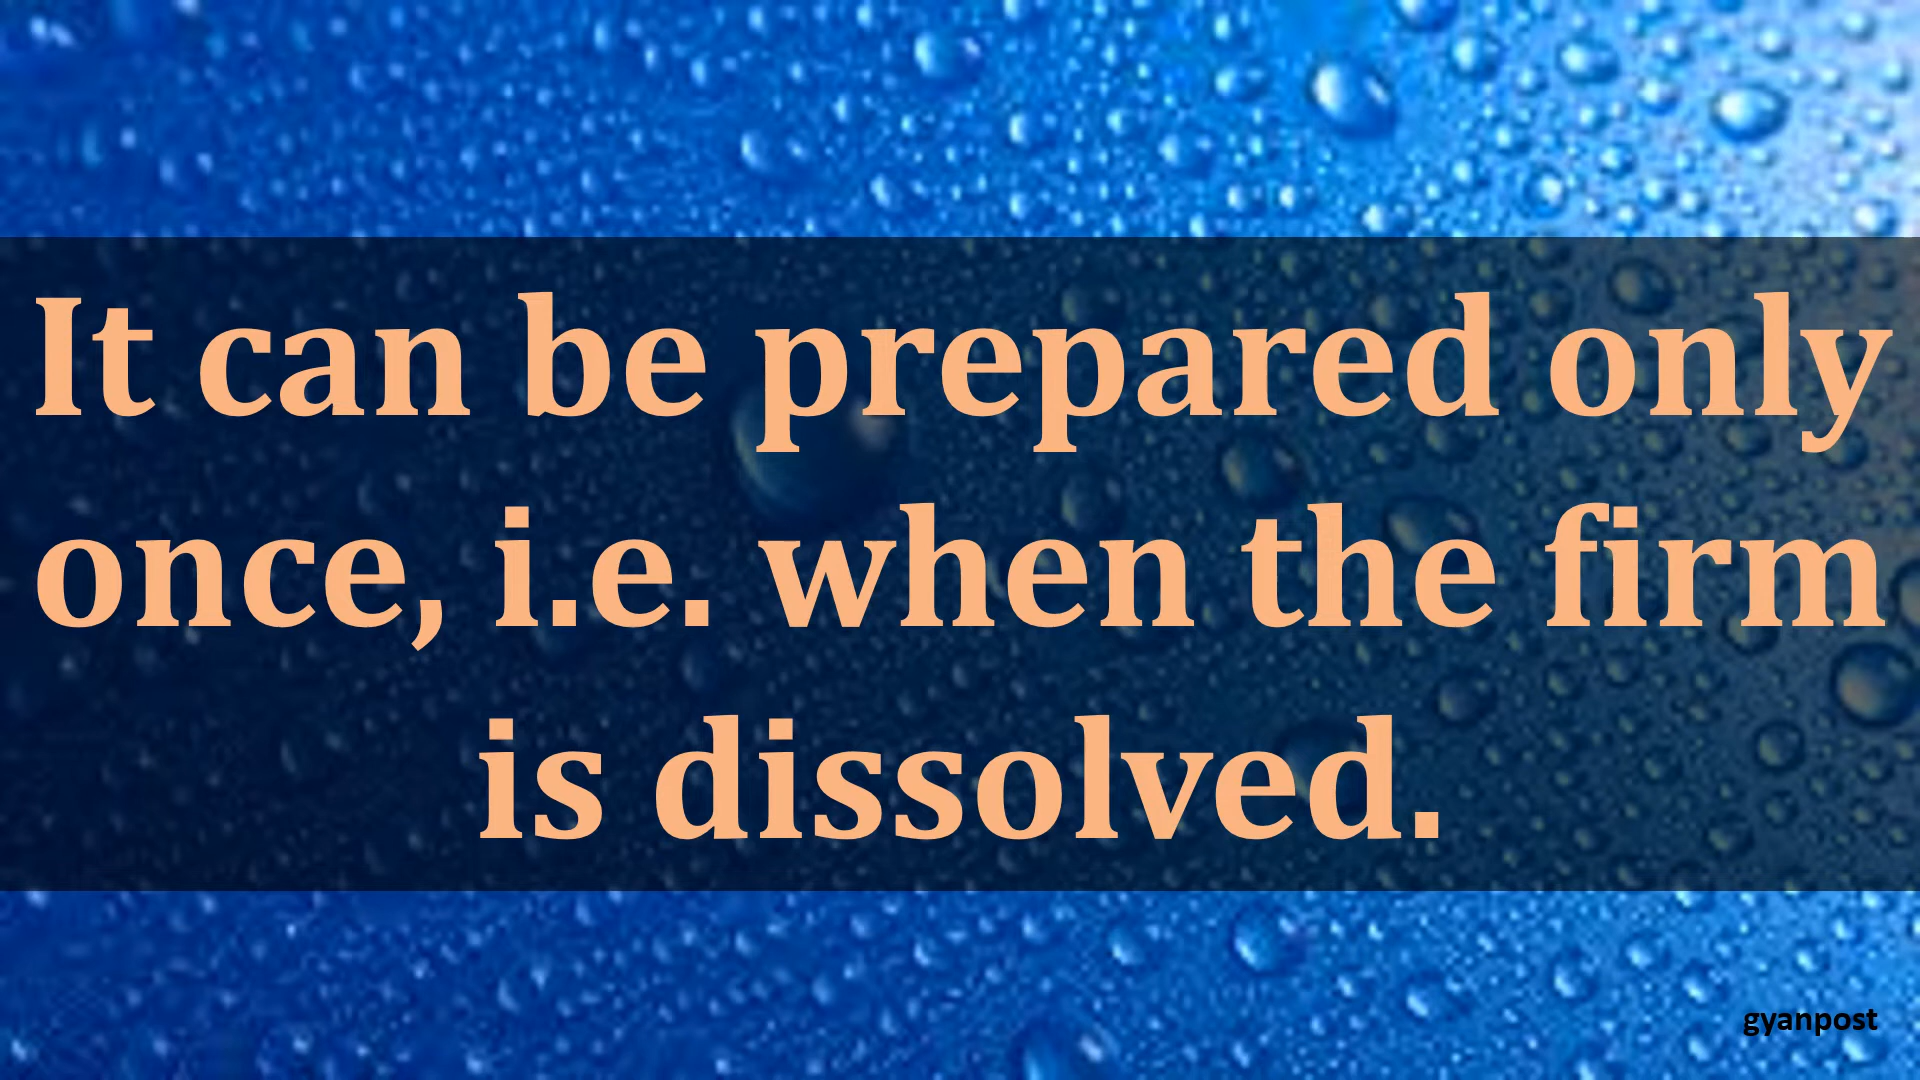 It can be prepared only
once, i.e. when the firm
is dissolved.
gyanpost